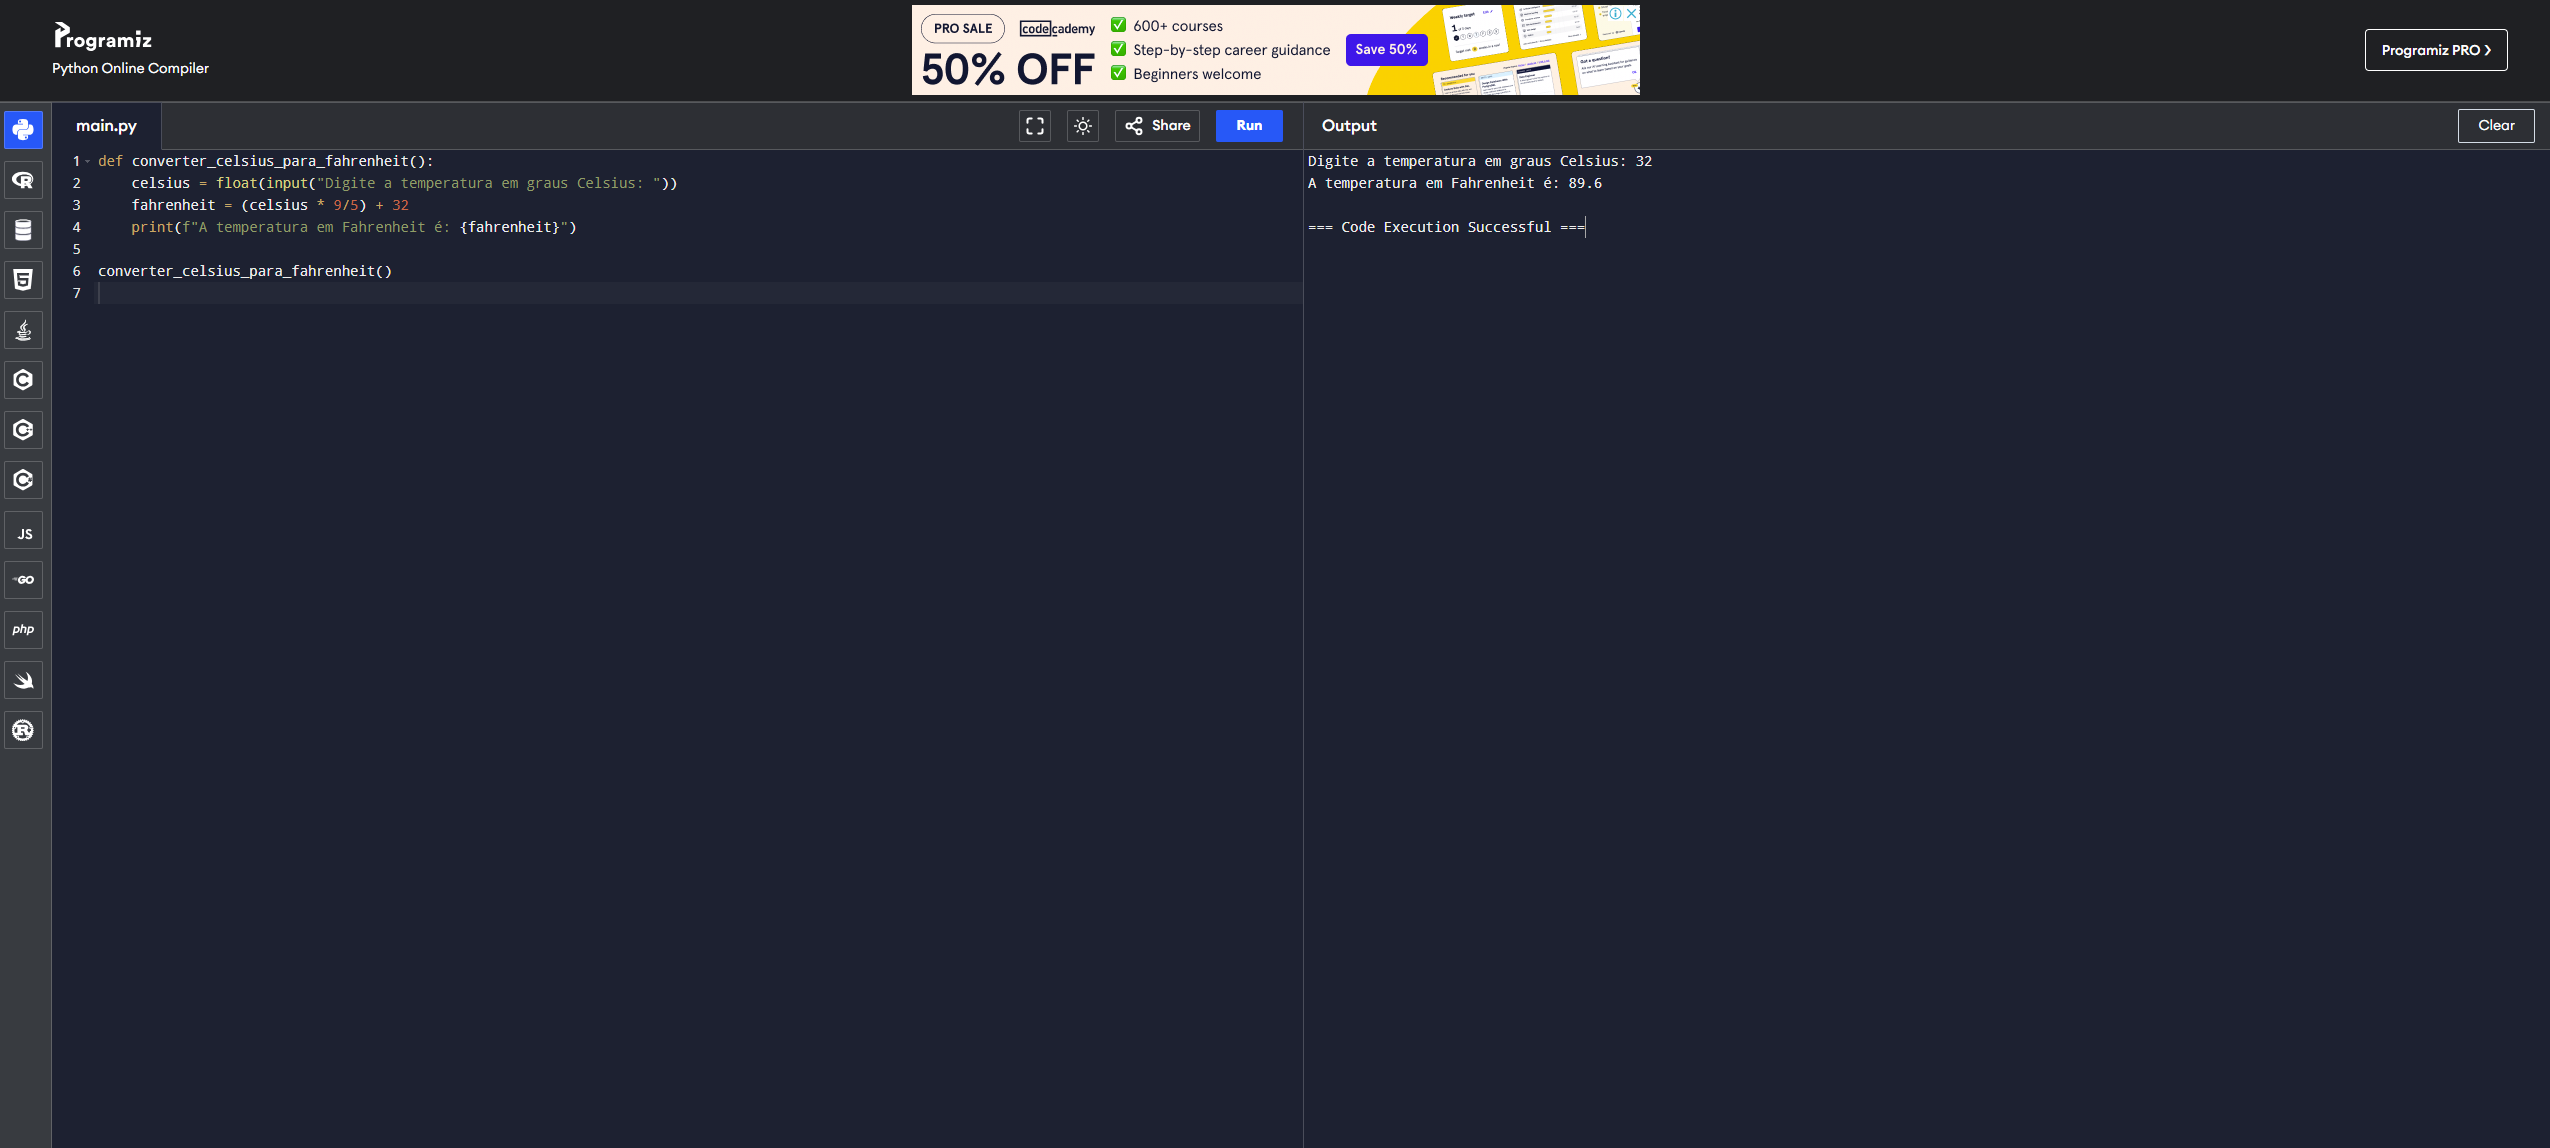 Programiz
Python Online Compiler
PRO SALE
codecademy
50% OFF
600+ courses
Step-by-step career guidance
Beginners welcome
Save 50%
Programiz PRO
main.py
Share
Run
Output
Clear
1 def converter_celsius_para_fahrenheit():
2     celsius = float(input("Digite a temperatura em graus Celsius: "))
3     fahrenheit = (celsius * 9/5) + 32
4     print(f"A temperatura em Fahrenheit é: {fahrenheit}")
5
6 converter_celsius_para_fahrenheit()
7
Digite a temperatura em graus Celsius: 32
A temperatura em Fahrenheit é: 89.6
=== Code Execution Successful ===
JS
GO
php